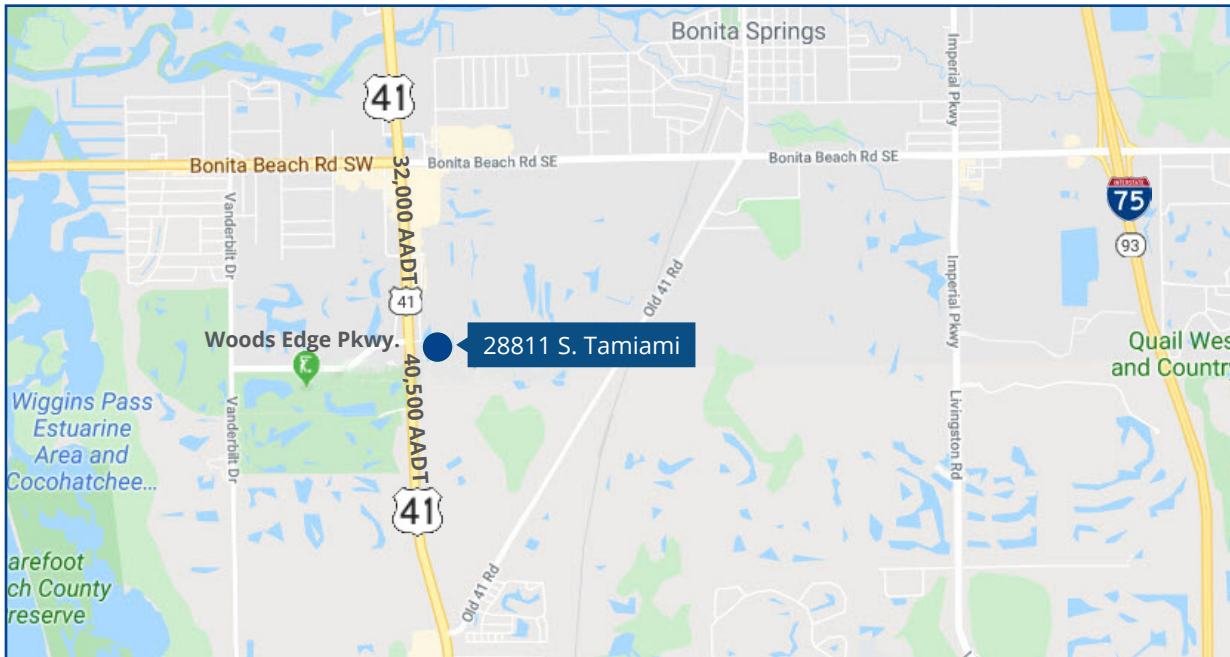 Bonita Springs
Imperial Pkwy
41
Bonita Beach Rd SW
Bonita Beach Rd SE
Bonita Beach Rd SE
32,000 AADT
INTERSTATE
75
93
Vanderbilt Dr
41
Old 41 Rd
Imperial Pkwy
Woods Edge Pkwy.
28811 S. Tamiami
Quail Wes
and Country
40,500 AADT
Wiggins Pass
Estuarine
Area and
Cocohatchee...
Vanderbilt Dr
Livingston Rd
41
arefoot
ch County
reserve
Old 41 Rd